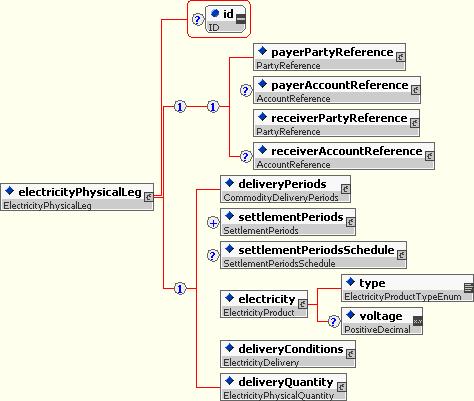 id
ID
payerPartyReference
PartyReference
payerAccountReference
AccountReference
receiverPartyReference
PartyReference
receiverAccountReference
AccountReference
electricityPhysicalLeg
ElectricityPhysicalLeg
deliveryPeriods
CommodityDeliveryPeriods
settlementPeriods
SettlementPeriods
settlementPeriodsSchedule
SettlementPeriodsSchedule
electricity
ElectricityProduct
type
ElectricityProductTypeEnum
voltage
PositiveDecimal
deliveryConditions
ElectricityDelivery
deliveryQuantity
ElectricityPhysicalQuantity